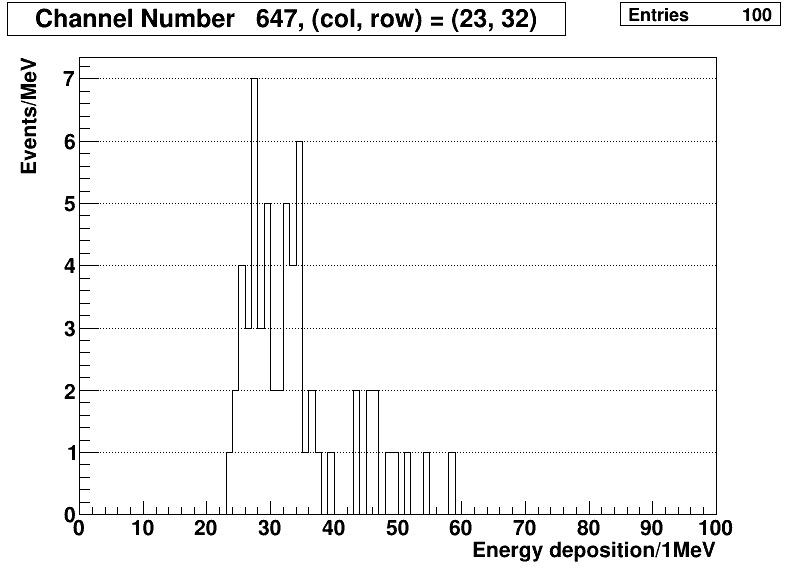 Channel Number 647, (col, row) = (23, 32)
Entries 100
Events/MeV
7
6
5
4
3
2
1
0
0 10 20 30 40 50 60 70 80 90 100
Energy deposition/1MeV